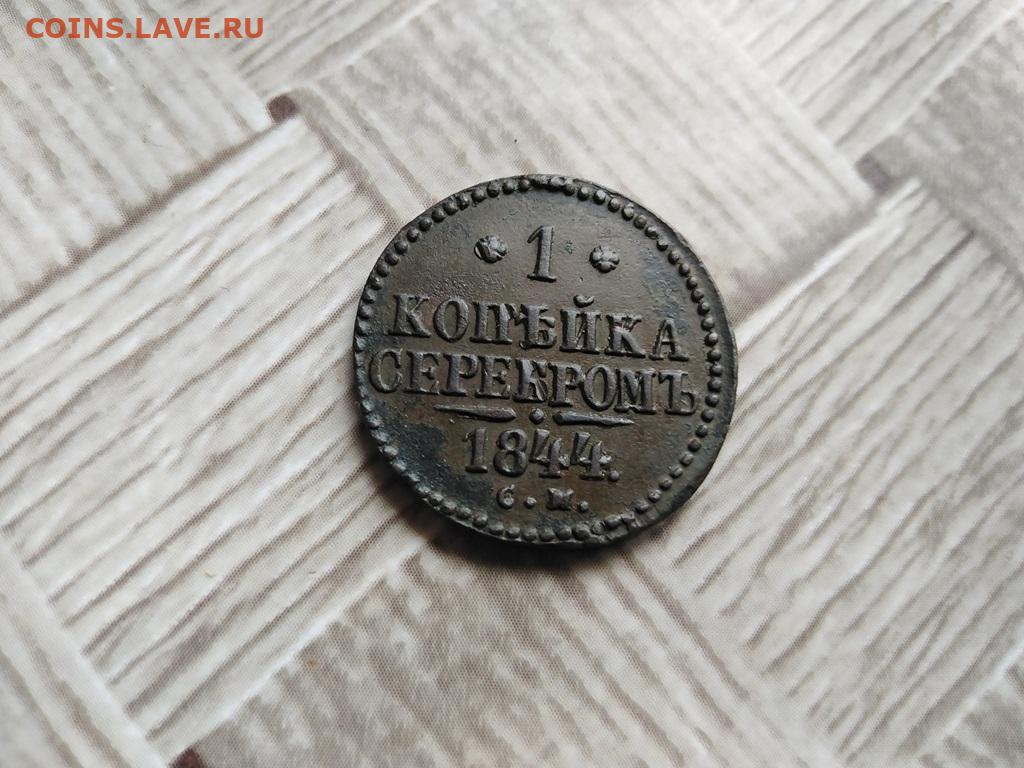 COINS.LAVE.RU
1
КОПѢЙКА
СЕРЕБРОМЪ
1844.
С. М.